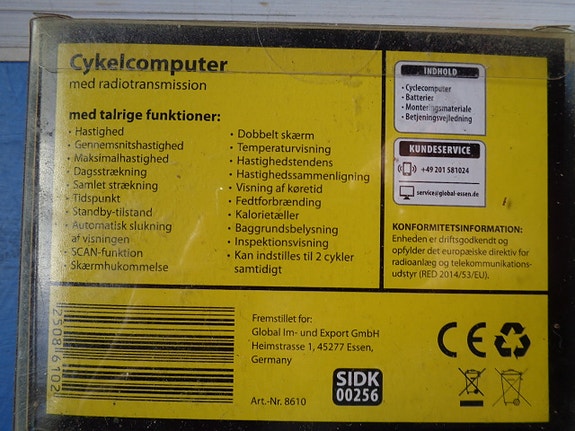 Cykelcomputer
med radiotransmission
med talrige funktioner:
• Hastighed
• Gennemsnitshastighed
• Maksimalhastighed
• Dagsstrækning
• Samlet strækning
• Tidspunkt
• Standby-tilstand
• Automatisk slukning
af visningen
• SCAN-funktion
• Skærmhukommelse
• Dobbelt skærm
• Temperaturvisning
• Hastighedstendens
• Hastighedssammenligning
• Visning af køretid
• Fedtforbrænding
• Kalorietæller
• Baggrundsbelysning
• Inspektionsvisning
• Kan indstilles til 2 cykler
samtidigt
INDHOLD
• Cyclecomputer
• Batterier
• Monteringsmateriale
• Betjeningsvejledning
KUNDESERVICE
+49 201 581024
service@global-essen.de
KONFORMITETSINFORMATION:
Enheden er driftsgodkendt og
opfylder det europæiske direktiv for
radioanlæg og telekommunikations-
udstyr (RED 2014/53/EU).
Fremstillet for:
Global Im- und Export GmbH
Heimstrasse 1, 45277 Essen,
Germany
Art.-Nr. 8610
SIDK
00256
CE